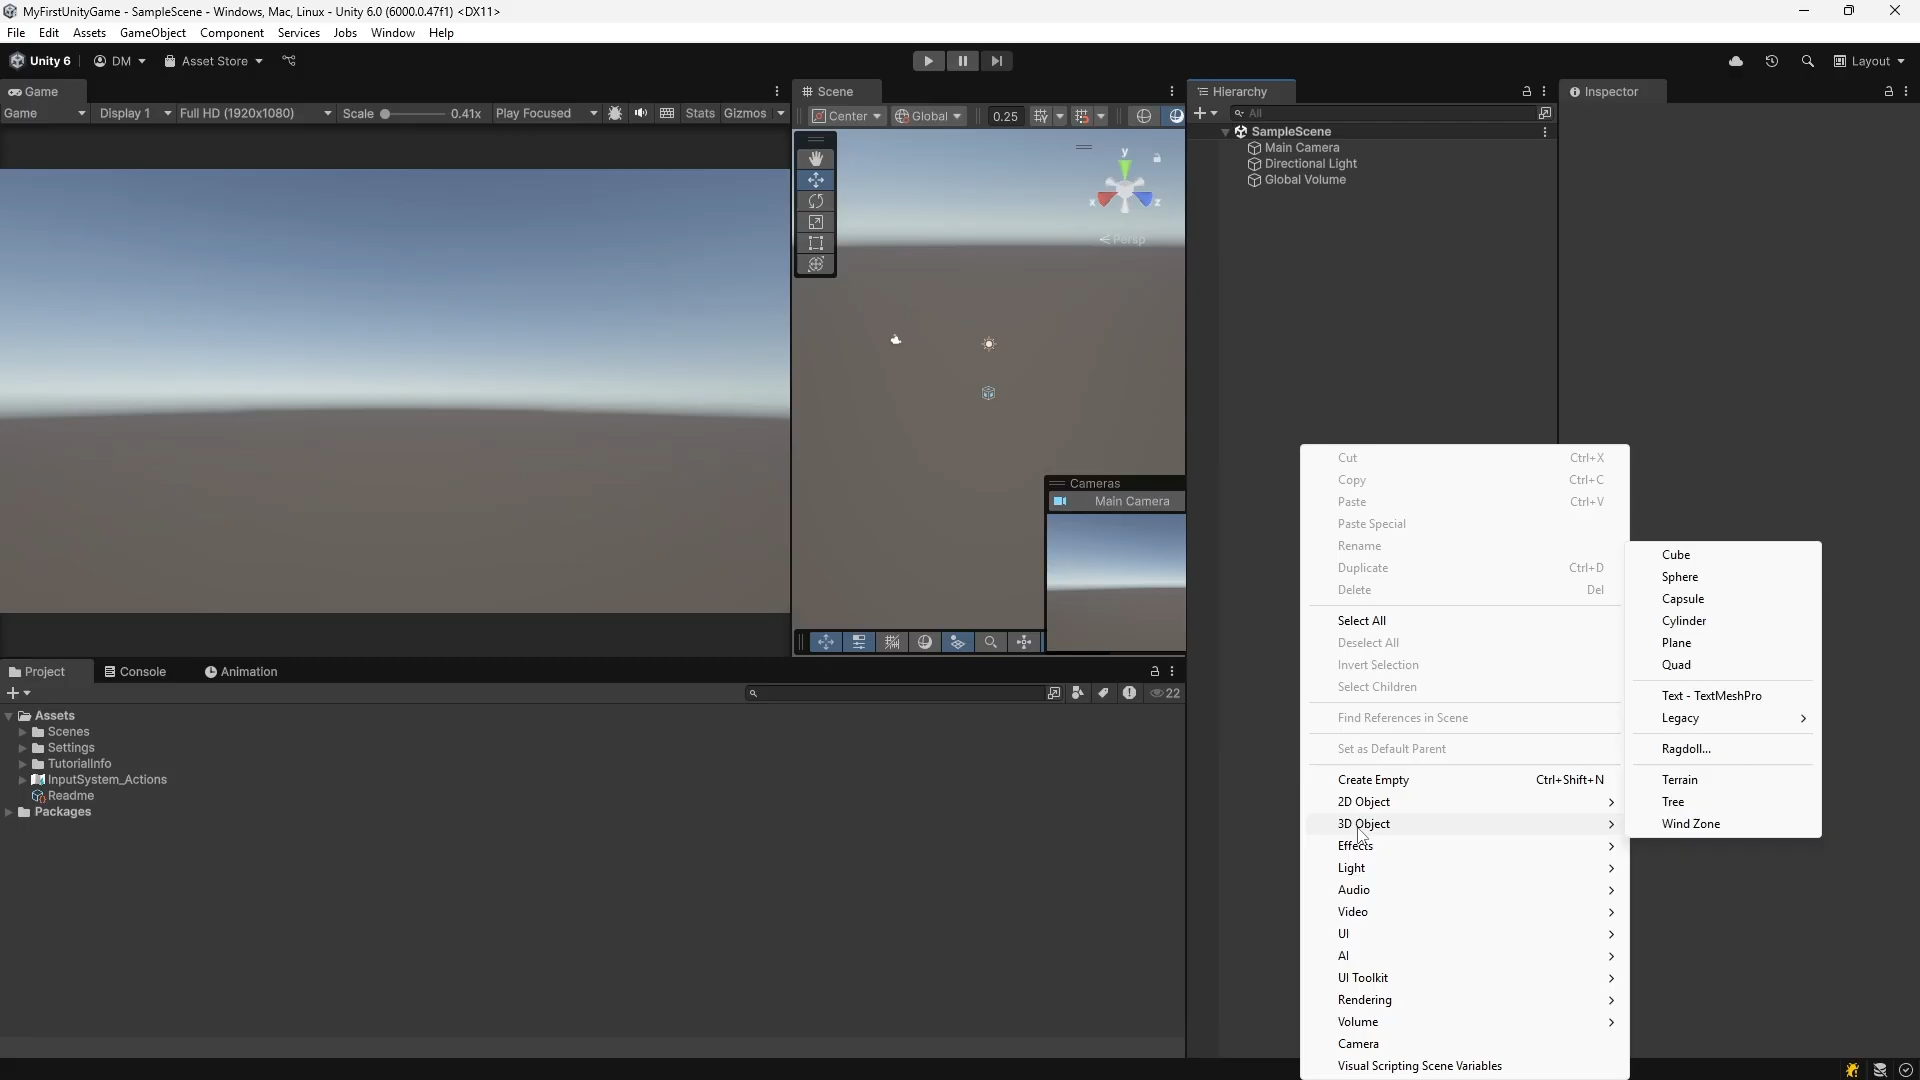 MyFirstUnityGame - SampleScene - Windows, Mac, Linux - Unity 6.0 (6000.0.47f1) <DX11>
File Edit Assets GameObject Component Services Jobs Window Help
Unity 6 DM Asset Store Layout
Game
Game Display 1 Full HD (1920x1080) Scale 0.41x Play Focused Stats Gizmos
Scene
Center Global 0.25
y
x z
Persp
Cameras
Main Camera
Hierarchy
All
SampleScene
Main Camera
Directional Light
Global Volume
Inspector
Project Console Animation
22
Assets
Scenes
Settings
TutorialInfo
InputSystem_Actions
Readme
Packages
Cut Ctrl+X
Copy Ctrl+C
Paste Ctrl+V
Paste Special
Rename
Duplicate Ctrl+D
Delete Del
Select All
Deselect All
Invert Selection
Select Children
Find References in Scene
Set as Default Parent
Create Empty Ctrl+Shift+N
2D Object
3D Object
Effects
Light
Audio
Video
UI
AI
UI Toolkit
Rendering
Volume
Camera
Visual Scripting Scene Variables
Cube
Sphere
Capsule
Cylinder
Plane
Quad
Text - TextMeshPro
Legacy
Ragdoll...
Terrain
Tree
Wind Zone